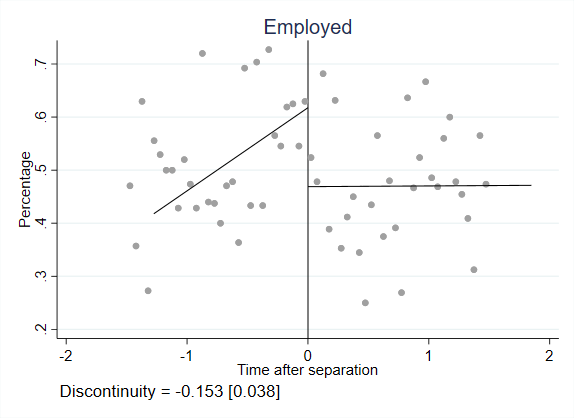 Employed
Percentage
.7
.6
.5
.4
.3
.2
-2 -1 0 1 2
Time after separation
Discontinuity = -0.153 [0.038]